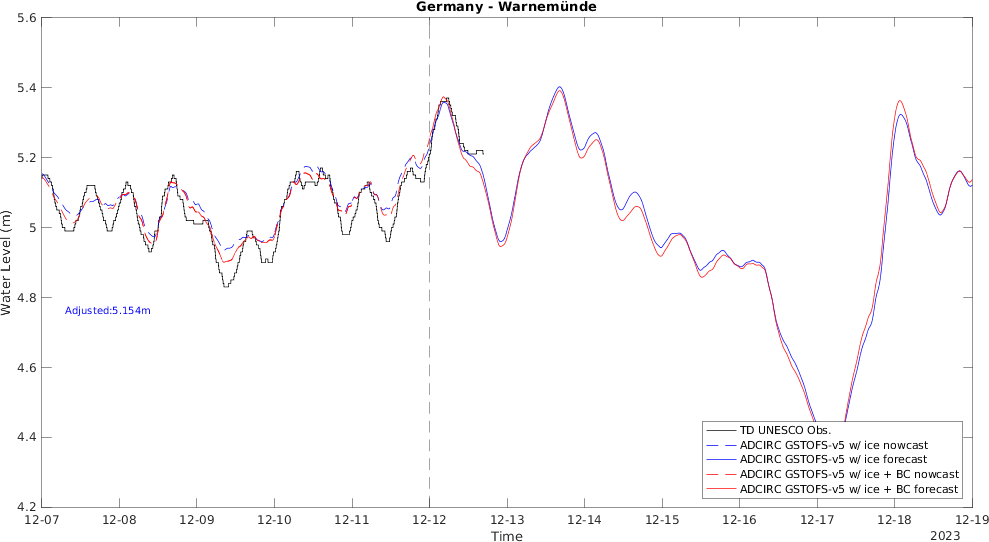 Germany - Warnemünde
5.6
5.4
5.2
5
4.8
4.6
4.4
4.2
Water Level (m)
Adjusted:5.154m
TD UNESCO Obs.
ADCIRC GSTOFS-v5 w/ ice nowcast
ADCIRC GSTOFS-v5 w/ ice forecast
ADCIRC GSTOFS-v5 w/ ice + BC nowcast
ADCIRC GSTOFS-v5 w/ ice + BC forecast
12-07 12-08 12-09 12-10 12-11 12-12 12-13 12-14 12-15 12-16 12-17 12-18 12-19
Time
2023